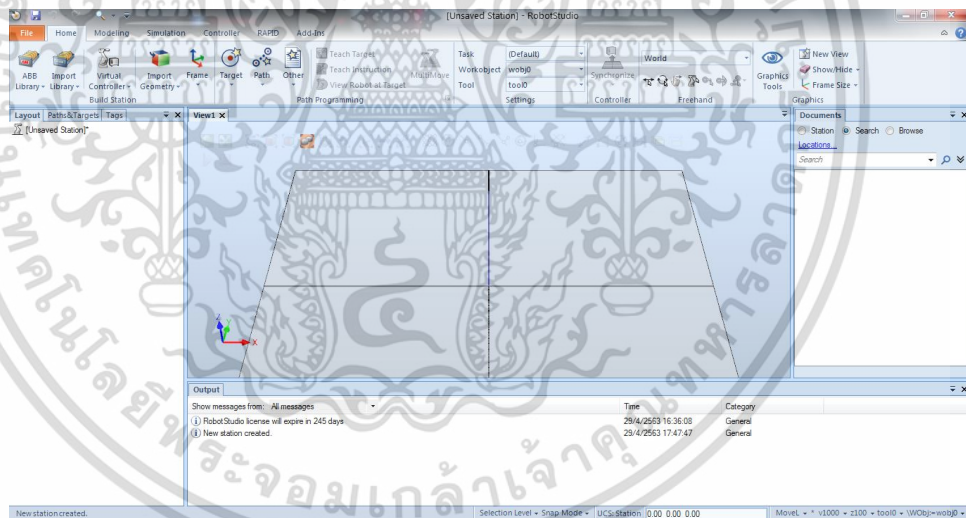 [Unsaved Station] - RobotStudio
File Home Modeling Simulation Controller RAPID Add-Ins
ABB Library
Import Library
Virtual Controller
Import Geometry
Build Station
Frame
Target
Path
Other
Teach Target
Teach Instruction
View Robot at Target
MultiMove
Path Programming
Task (Default)
Workobject wobj0
Tool tool0
Settings
Synchronize
Controller
World
Freehand
Graphics Tools
New View
Show/Hide
Frame Size
Graphics
Layout Paths&Targets Tags
[Unsaved Station]*
View1
Documents
Station Search Browse
Locations...
Search
X
Output
Show messages from: All messages Time Category
RobotStudio license will expire in 245 days 29/4/2563 16:36:08 General
New station created. 29/4/2563 17:47:47 General
New station created. Selection Level Snap Mode UCS: Station 0.00 0.00 0.00 MoveL * v1000 z100 tool0 \WObj:=wobj0